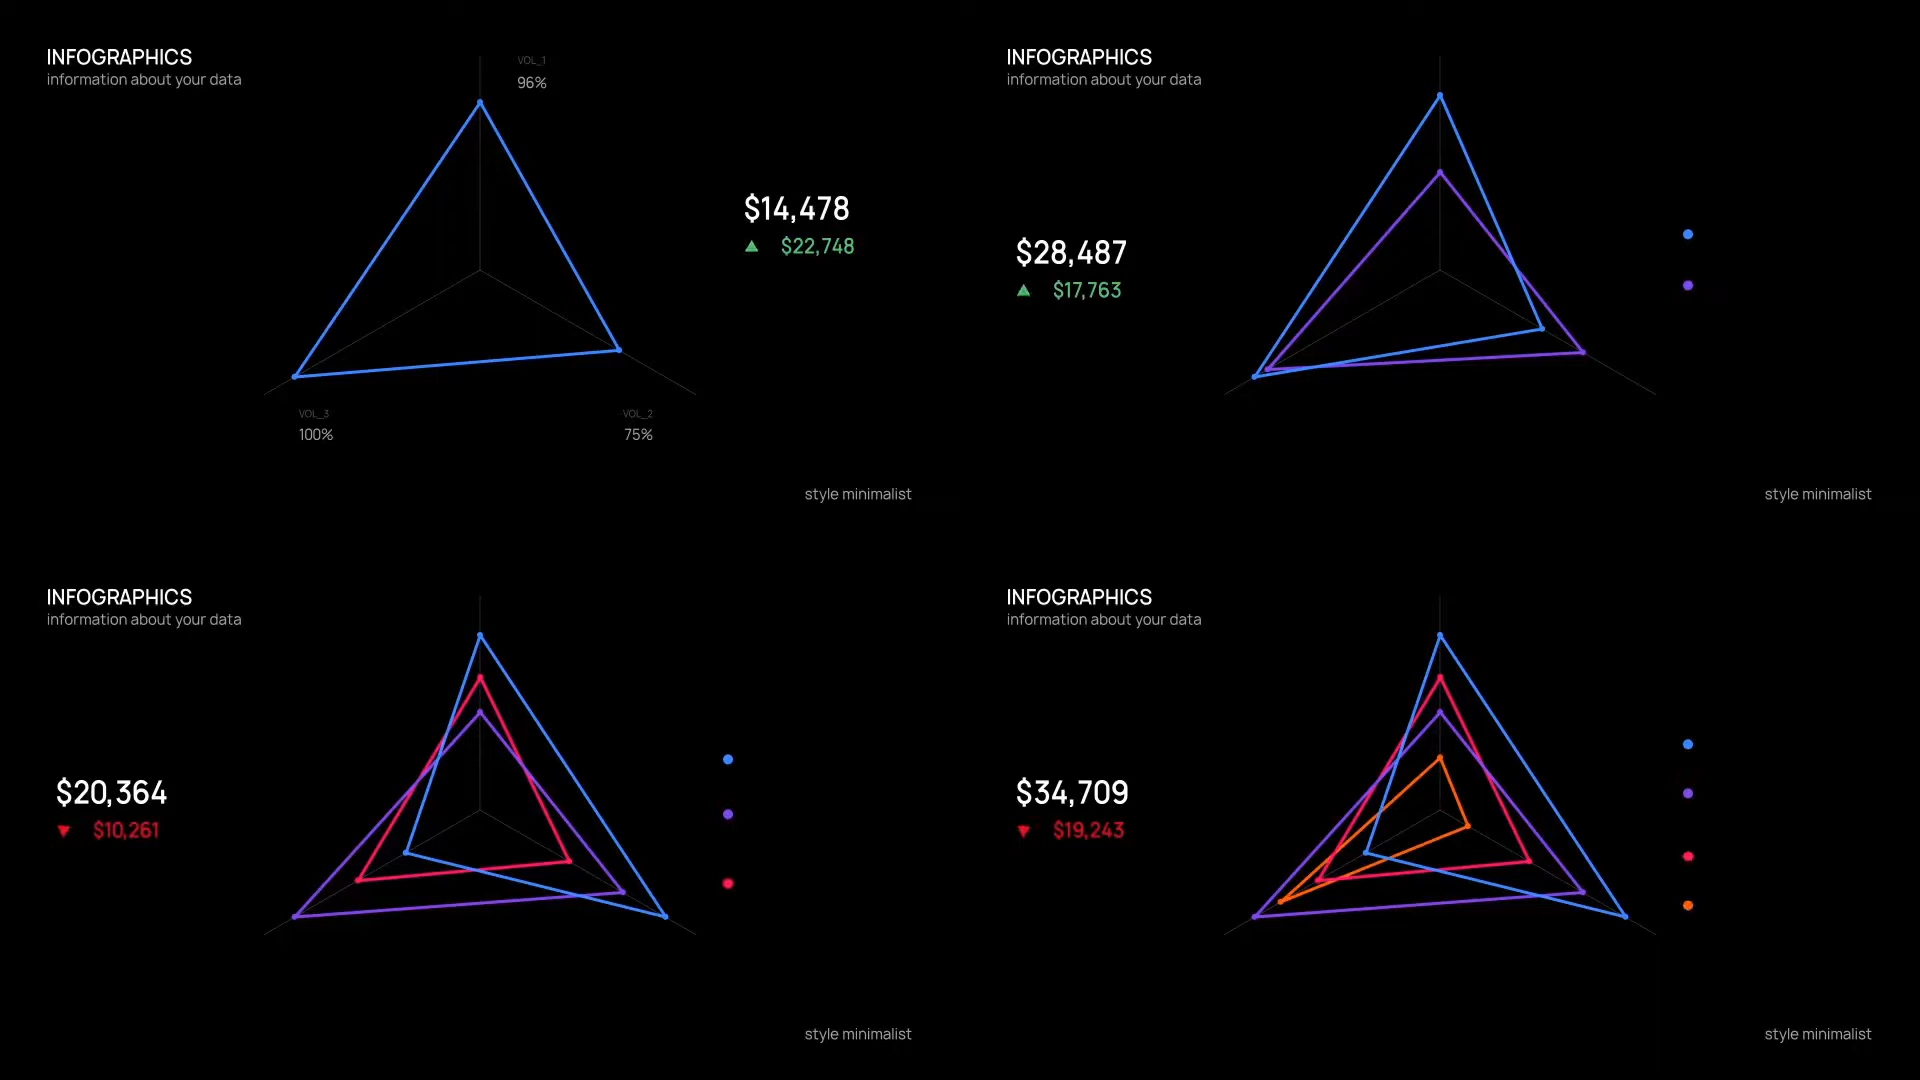 INFOGRAPHICS
information about your data
VOL_1
96%
$14,478
$22,748
VOL_3
100%
VOL_2
75%
style minimalist
INFOGRAPHICS
information about your data
$28,487
$17,763
style minimalist
INFOGRAPHICS
information about your data
$20,364
$10,261
style minimalist
INFOGRAPHICS
information about your data
$34,709
$19,243
style minimalist